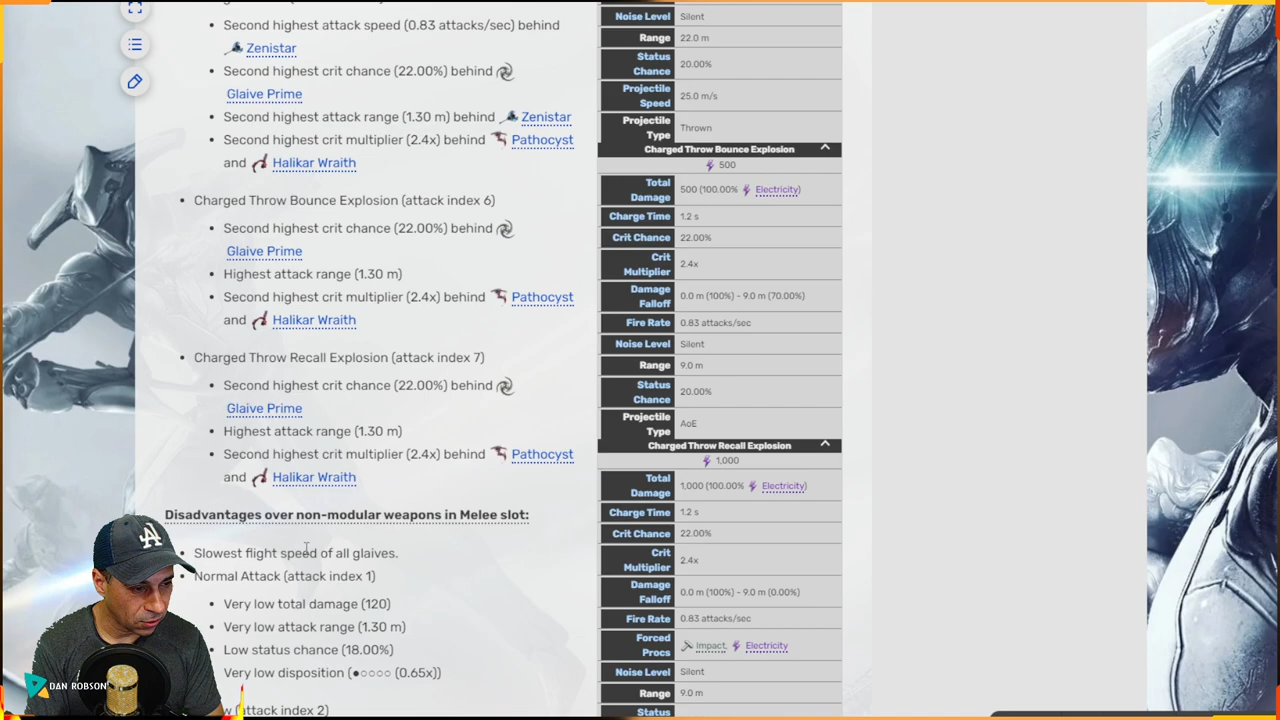 Second highest attack speed (0.83 attacks/sec) behind
Zenistar
Second highest crit chance (22.00%) behind
Glaive Prime
Second highest attack range (1.30 m) behind Zenistar
Second highest crit multiplier (2.4x) behind Pathocyst
and Halikar Wraith
Charged Throw Bounce Explosion (attack index 6)
Second highest crit chance (22.00%) behind
Glaive Prime
Highest attack range (1.30 m)
Second highest crit multiplier (2.4x) behind Pathocyst
and Halikar Wraith
Charged Throw Recall Explosion (attack index 7)
Second highest crit chance (22.00%) behind
Glaive Prime
Highest attack range (1.30 m)
Second highest crit multiplier (2.4x) behind Pathocyst
and Halikar Wraith
Disadvantages over non-modular weapons in Melee slot:
Slowest flight speed of all glaives.
Normal Attack (attack index 1)
Very low total damage (120)
Very low attack range (1.30 m)
Low status chance (18.00%)
Very low disposition (●○○○○ (0.65x))
(attack index 2)
Noise Level Silent
Range 22.0 m
Status
Chance 20.00%
Projectile
Speed 25.0 m/s
Projectile
Type Thrown
Charged Throw Bounce Explosion
500
Total
Damage 500 (100.00% Electricity)
Charge Time 1.2 s
Crit Chance 22.00%
Crit
Multiplier 2.4x
Damage
Falloff 0.0 m (100%) - 9.0 m (70.00%)
Fire Rate 0.83 attacks/sec
Noise Level Silent
Range 9.0 m
Status
Chance 20.00%
Projectile
Type AoE
Charged Throw Recall Explosion
1,000
Total
Damage 1,000 (100.00% Electricity)
Charge Time 1.2 s
Crit Chance 22.00%
Crit
Multiplier 2.4x
Damage
Falloff 0.0 m (100%) - 9.0 m (0.00%)
Fire Rate 0.83 attacks/sec
Forced
Procs Impact, Electricity
Noise Level Silent
Range 9.0 m
Status
DAN ROBSON